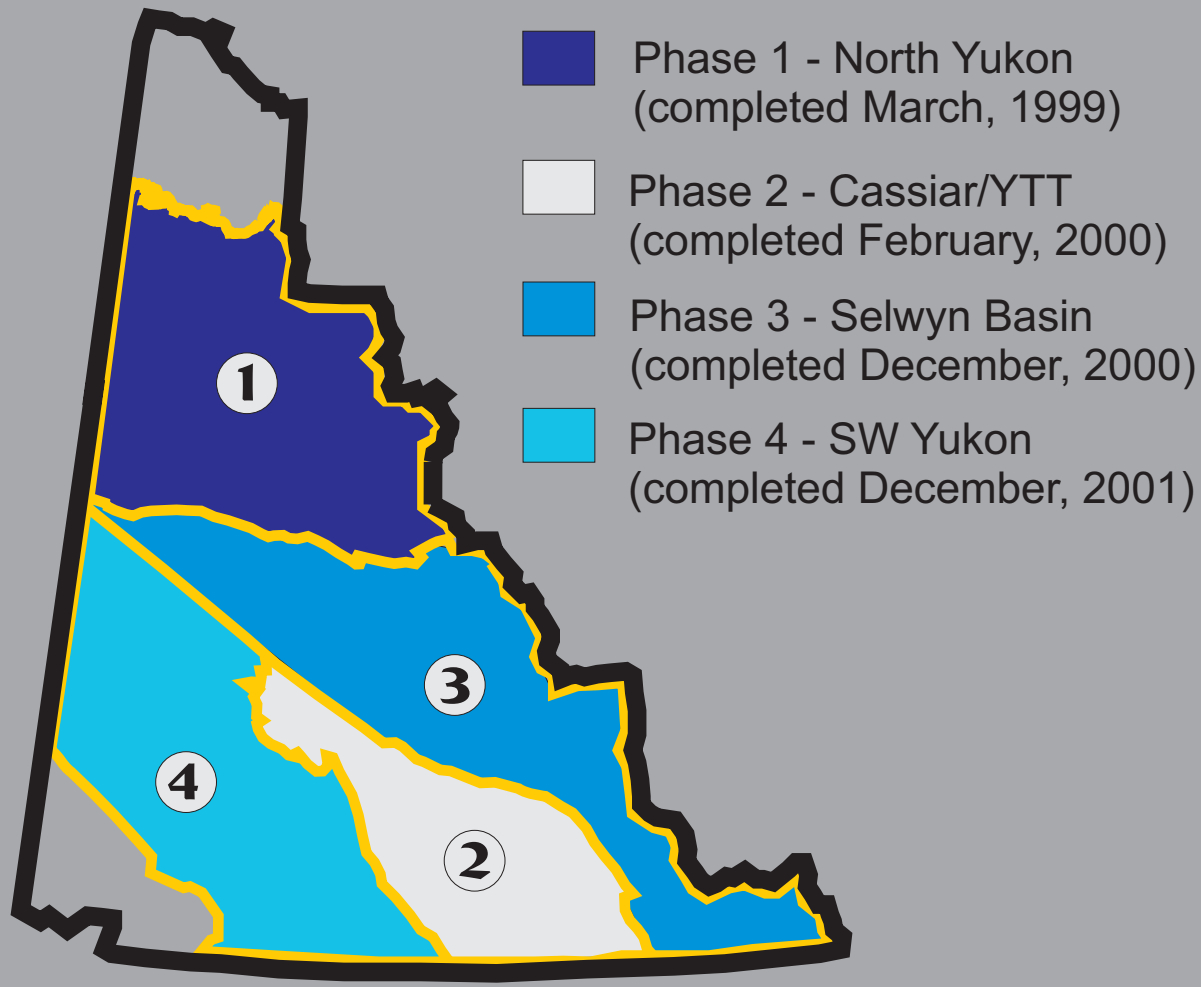 Phase 1 - North Yukon
(completed March, 1999)
Phase 2 - Cassiar/YTT
(completed February, 2000)
Phase 3 - Selwyn Basin
(completed December, 2000)
Phase 4 - SW Yukon
(completed December, 2001)
1
3
4
2